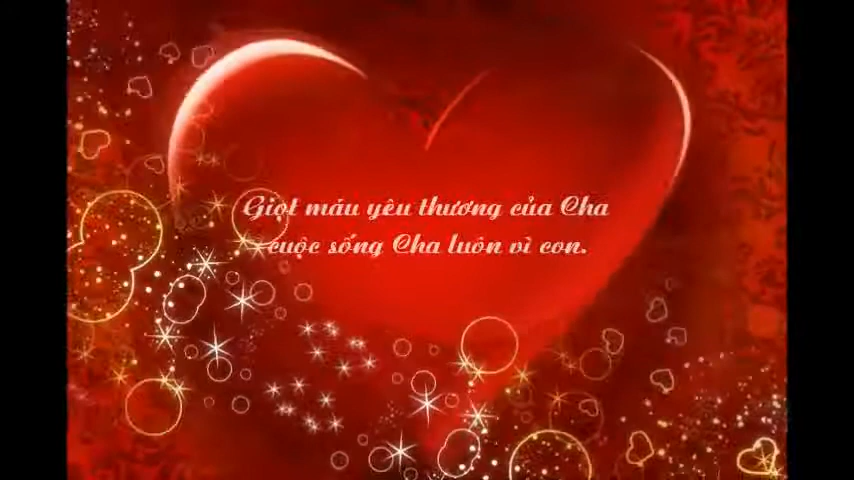 Giọt máu yêu thương của Cha
cuộc sống Cha luôn vì con.